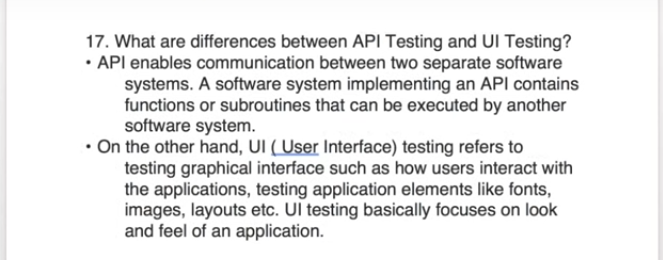 17. What are differences between API Testing and UI Testing?
• API enables communication between two separate software
systems. A software system implementing an API contains
functions or subroutines that can be executed by another
software system.
• On the other hand, UI ( User Interface) testing refers to
testing graphical interface such as how users interact with
the applications, testing application elements like fonts,
images, layouts etc. UI testing basically focuses on look
and feel of an application.